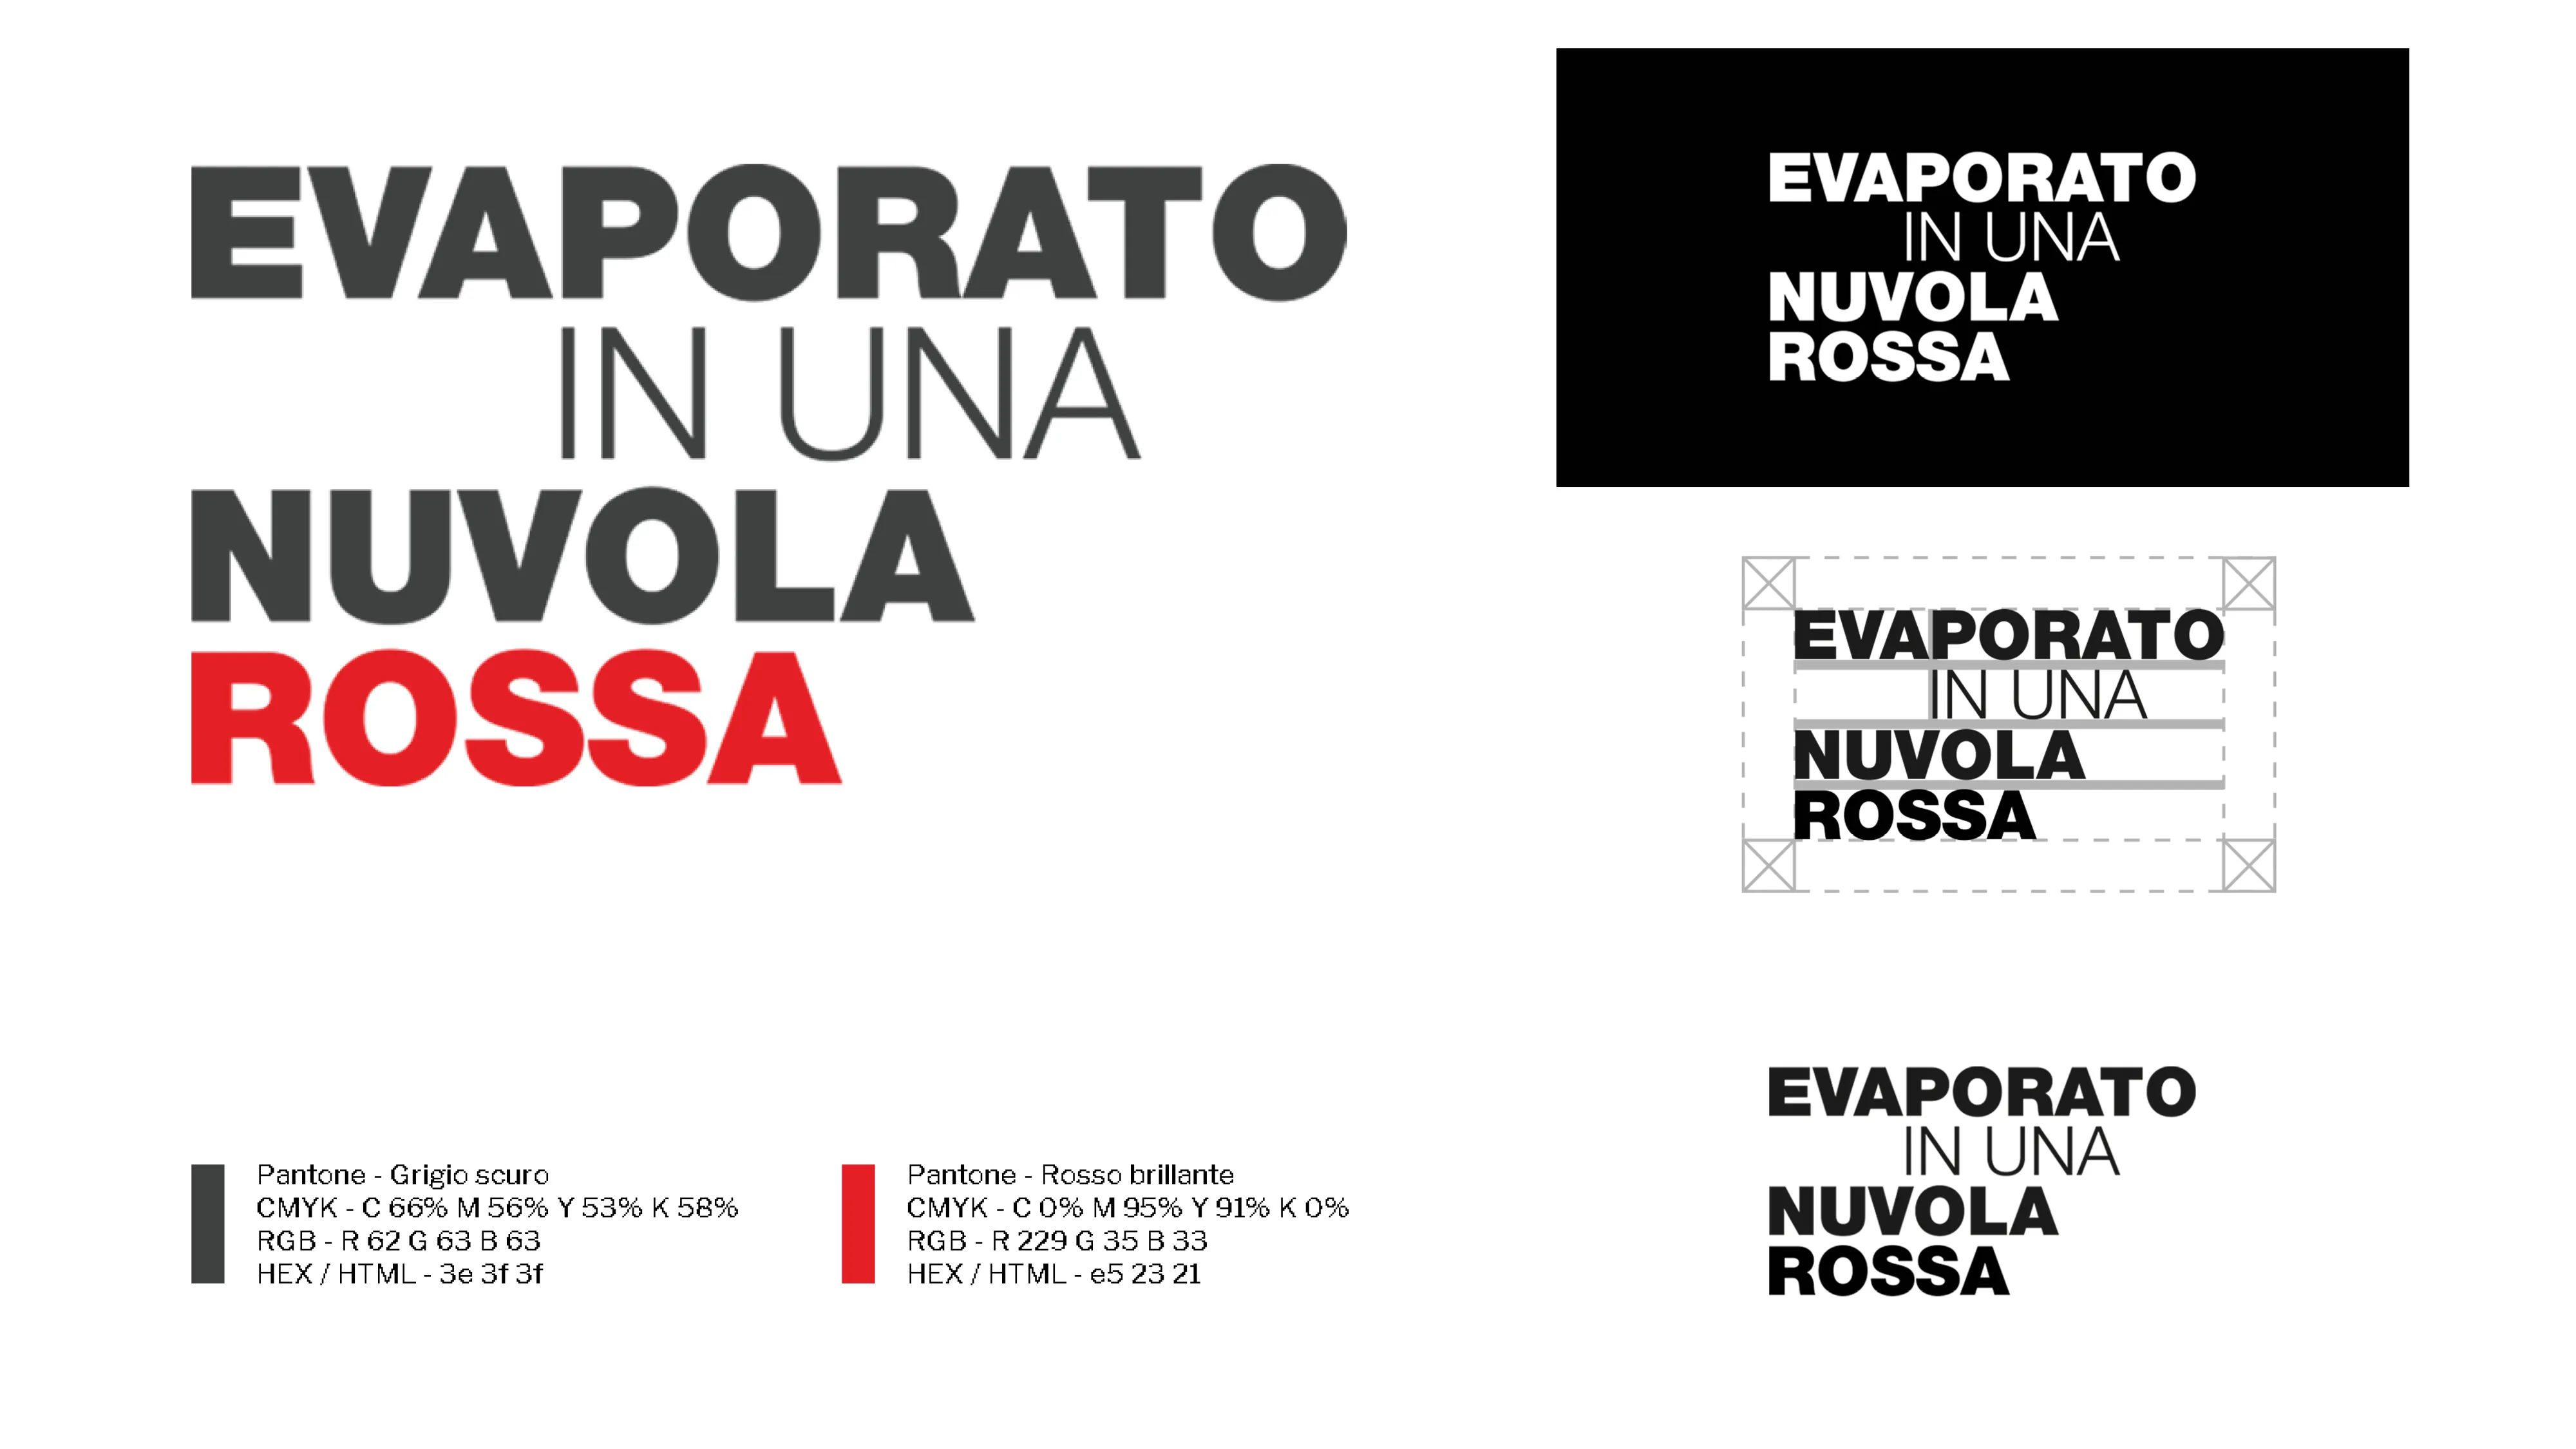 EVAPORATO
IN UNA
NUVOLA
ROSSA
Pantone - Grigio scuro
CMYK - C 66% M 56% Y 53% K 58%
RGB - R 62 G 63 B 63
HEX / HTML - 3e 3f 3f
Pantone - Rosso brillante
CMYK - C 0% M 95% Y 91% K 0%
RGB - R 229 G 35 B 33
HEX / HTML - e5 23 21
EVAPORATO
IN UNA
NUVOLA
ROSSA
EVAPORATO
IN UNA
NUVOLA
ROSSA
EVAPORATO
IN UNA
NUVOLA
ROSSA